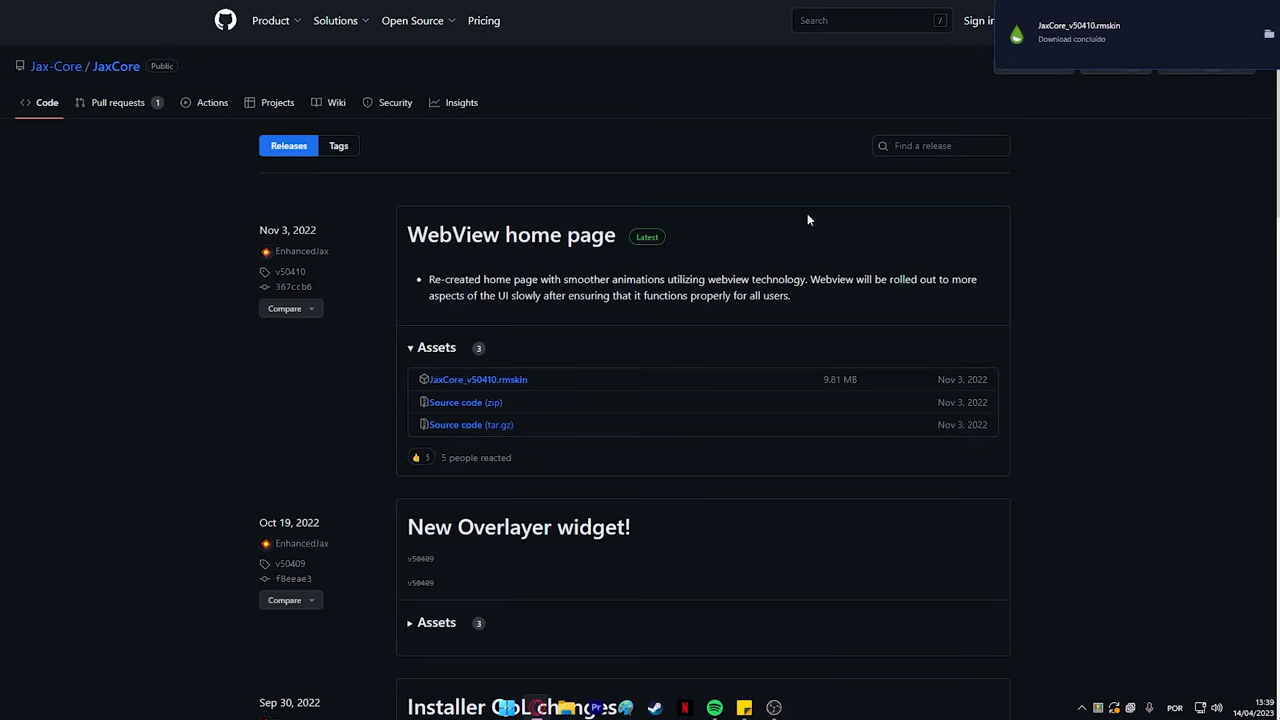 Product
Solutions
Open Source
Pricing
Search
/
Sign in
JaxCore_v50410.rmskin
Download concluído
Jax-Core / JaxCore
Public
Code
Pull requests 1
Actions
Projects
Wiki
Security
Insights
Releases
Tags
Find a release
Nov 3, 2022
EnhancedJax
v50410
367ccb6
Compare
WebView home page Latest
Re-created home page with smoother animations utilizing webview technology. Webview will be rolled out to more
aspects of the UI slowly after ensuring that it functions properly for all users.
Assets 3
JaxCore_v50410.rmskin 9.81 MB Nov 3, 2022
Source code (zip) Nov 3, 2022
Source code (tar.gz) Nov 3, 2022
5 5 people reacted
Oct 19, 2022
EnhancedJax
v50409
f8eeae3
Compare
New Overlayer widget!
v50409
v50409
Assets 3
Sep 30, 2022
Installer changes
Pr
N
POR
13:39
14/04/2023